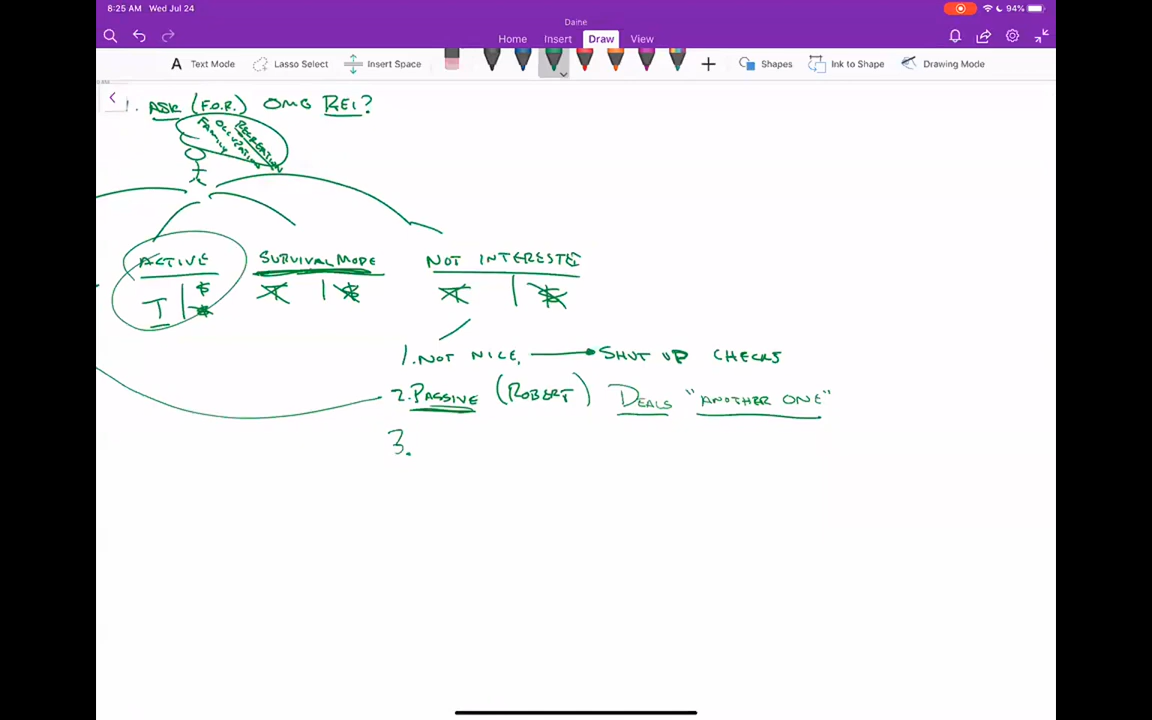 8:25 AM Wed Jul 24
94%
Daine
Home Insert Draw View
Text Mode Lasso Select Insert Space Shapes Ink to Shape Drawing Mode
1. ASK (F.O.R.) OMG REI?
FAMILY
OCCUPATION
RECREATION
ACTIVE SURVIVAL MODE NOT INTERESTE
T | $ $ T | $ T | $
1. NOT NICE. SHUT UP CHECKS
2. PASSIVE (ROBERT) DEALS "ANOTHER ONE"
3.